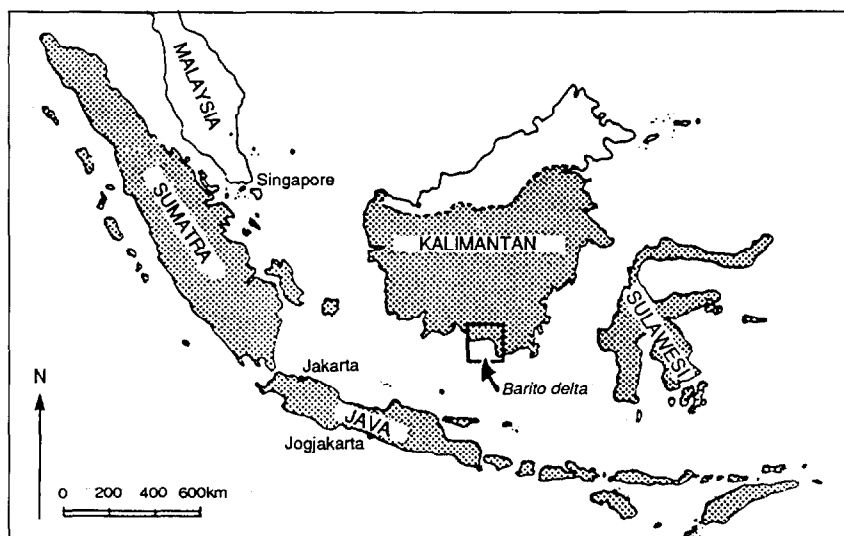 MALAYSIA
Singapore
SUMATRA
KALIMANTAN
SULAWESI
Jakarta
Barito delta
N
JAVA
Jogjakarta
0 200 400 600km